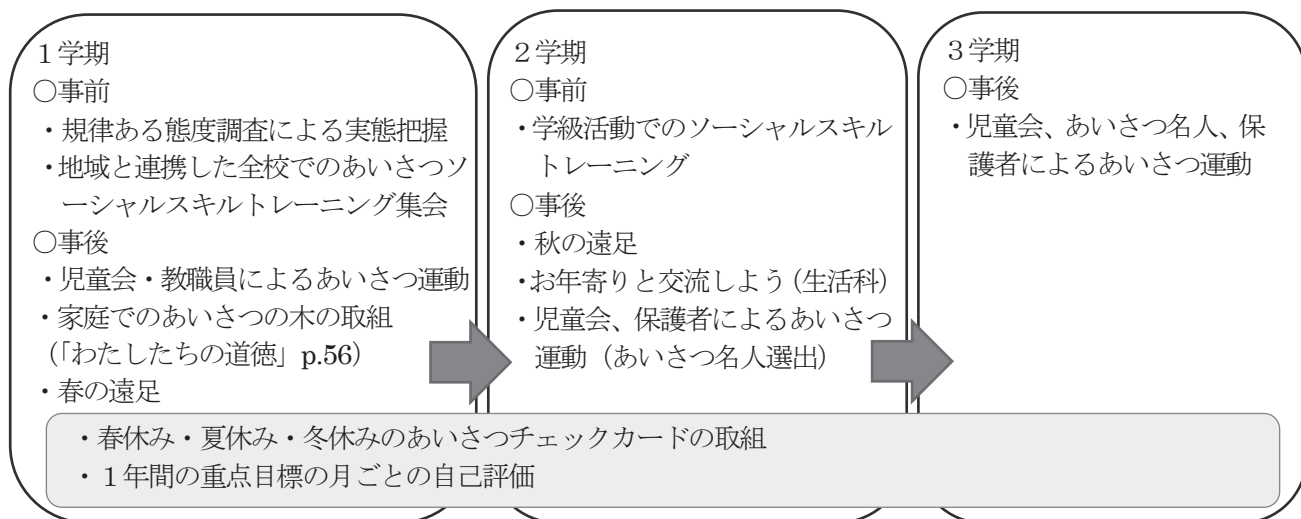 １学期
○事前
・規律ある態度調査による実態把握
・地域と連携した全校でのあいさつソ
ーシャルスキルトレーニング集会
○事後
・児童会・教職員によるあいさつ運動
・家庭でのあいさつの木の取組
（「わたしたちの道徳」p.56）
・春の遠足
２学期
○事前
・学級活動でのソーシャルスキル
トレーニング
○事後
・秋の遠足
・お年寄りと交流しよう（生活科）
・児童会、保護者によるあいさつ
運動（あいさつ名人選出）
３学期
○事後
・児童会、あいさつ名人、保
護者によるあいさつ運動
・春休み・夏休み・冬休みのあいさつチェックカードの取組
・１年間の重点目標の月ごとの自己評価